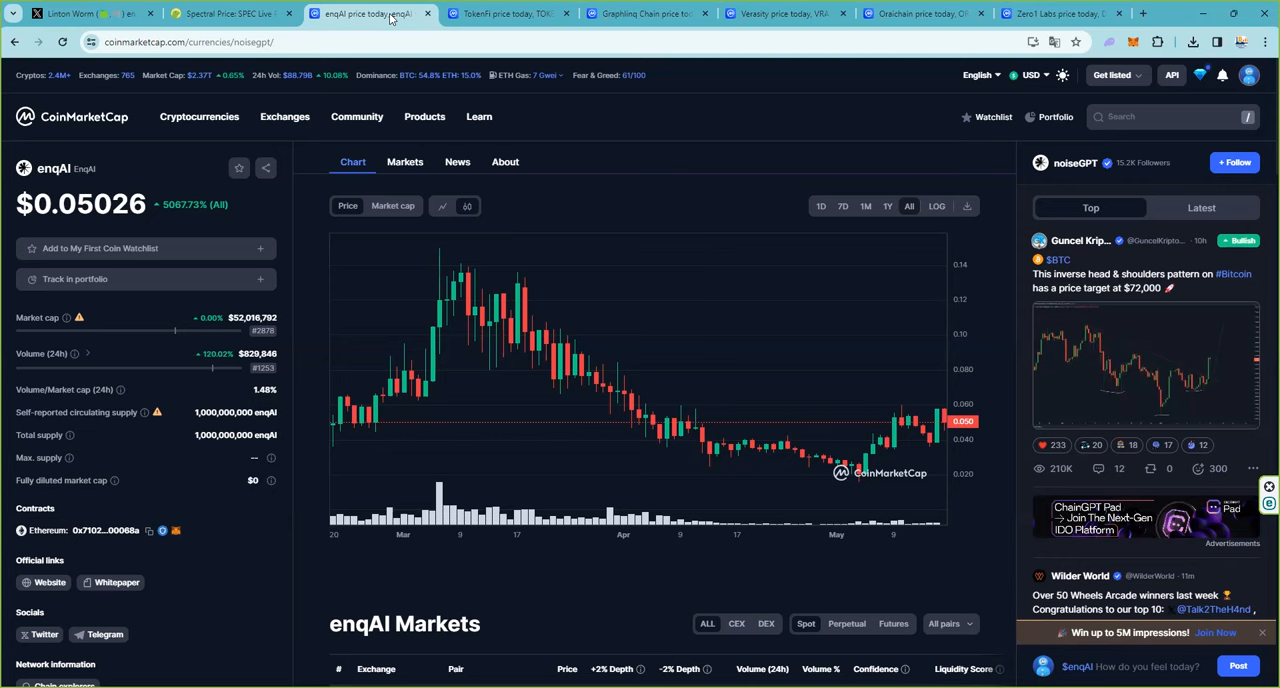 Linton Worm ( ) en
Spectral Price: SPEC Live
enqAI price today, enqAI
TokenFi price today, TOKE
Graphlinq Chain price tod
Verasity price today, VRA
Oraichain price today, OR
Zero1 Labs price today, D
coinmarketcap.com/currencies/noisegpt/
Cryptos: 2.4M+ Exchanges: 765 Market Cap: $2.37T 0.65% 24h Vol: $88.79B 10.08% Dominance: BTC: 54.8% ETH: 15.0% ETH Gas: 7 Gwei Fear & Greed: 61/100
English USD Get listed API
CoinMarketCap Cryptocurrencies Exchanges Community Products Learn
Watchlist Portfolio Search /
enqAI EnqAI
$0.05026 5067.73% (All)
Add to My First Coin Watchlist +
Track in portfolio +
Market cap 0.00% $52,016,792
#2878
Volume (24h) 120.02% $829,846
#1253
Volume/Market cap (24h) 1.48%
Self-reported circulating supply 1,000,000,000 enqAI
Total supply 1,000,000,000 enqAI
Max. supply --
Fully diluted market cap $0
Contracts
Ethereum: 0x7102...00068a
Official links
Website Whitepaper
Socials
Twitter Telegram
Network information
Chain explorers
Chart Markets News About
Price Market cap
1D 7D 1M 1Y All LOG
0.14
0.12
0.10
0.080
0.060
0.050
0.040
0.020
CoinMarketCap
20 Mar 9 17 Apr 9 17 May 9
enqAI Markets
ALL CEX DEX Spot Perpetual Futures All pairs
# Exchange Pair Price +2% Depth -2% Depth Volume (24h) Volume % Confidence Liquidity Score
noiseGPT 15.2K Followers + Follow
Top Latest
Guncel Krip... @GuncelKripto... · 10h Bullish
$BTC
This inverse head & shoulders pattern on #Bitcoin
has a price target at $72,000 🚀
233 20 18 17 12
210K 12 0 300
ChainGPT Pad
→ Join The Next-Gen
IDO Platform
Pad
Advertisements
Wilder World @WilderWorld · 11m
Over 50 Wheels Arcade winners last week 🏆
Congratulations to our top 10: @Talk2TheH4nd ,
🎉 Win up to 5M impressions! Join Now
$enqAI How do you feel today? Post